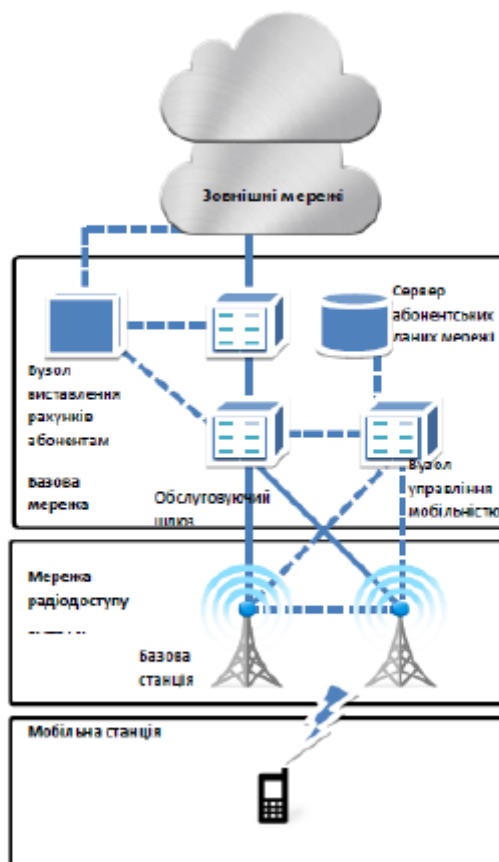 Зовнішні мережі
Сервер
абонентських
даних мережі
Вузол
виставлення
рахунків
абонентам
Базова
мережа
Обслуговуючий
шлюз
Вузол
управління
мобільністю
Мережа
радіодоступу
Базова
станція
Мобільна станція